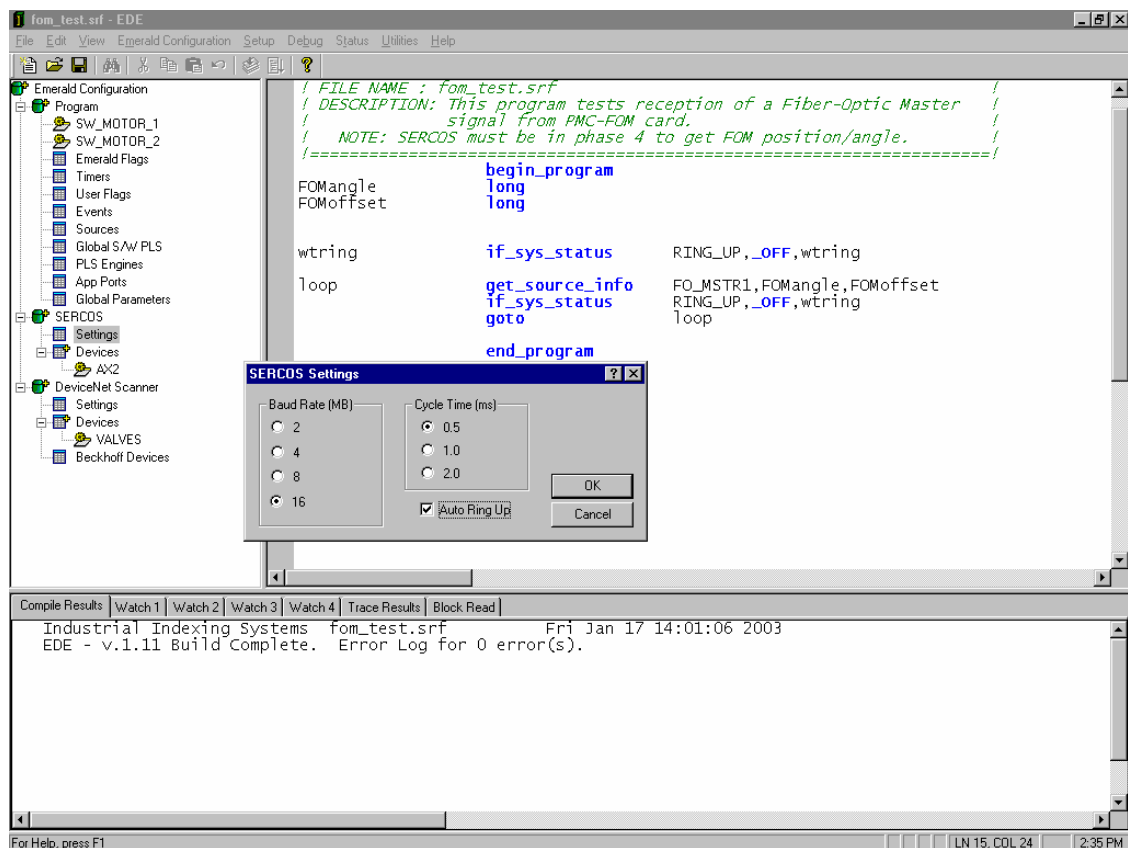 fom_test.srf - EDE
File Edit View Emerald Configuration Setup Debug Status Utilities Help
Emerald Configuration
Program
SW_MOTOR_1
SW_MOTOR_2
Emerald Flags
Timers
User Flags
Events
Sources
Global S/W PLS
PLS Engines
App Ports
Global Parameters
SERCOS
Settings
Devices
AX2
DeviceNet Scanner
Settings
Devices
VALVES
Beckhoff Devices
! FILE NAME : fom_test.srf !
! DESCRIPTION: This program tests reception of a Fiber-Optic Master !
! signal from PMC-FOM card. !
! NOTE: SERCOS must be in phase 4 to get FOM position/angle. !
!====================================================================!
begin_program
FOMangle long
FOMoffset long
wtring if_sys_status RING_UP,_OFF,wtring
loop get_source_info FO_MSTR1,FOMangle,FOMoffset
if_sys_status RING_UP,_OFF,wtring
goto loop
end_program
SERCOS Settings
Baud Rate (MB)
2
4
8
16
Cycle Time (ms)
0.5
1.0
2.0
Auto Ring Up
OK
Cancel
Compile Results Watch 1 Watch 2 Watch 3 Watch 4 Trace Results Block Read
Industrial Indexing Systems fom_test.srf Fri Jan 17 14:01:06 2003
EDE - v.1.11 Build Complete. Error Log for 0 error(s).
For Help, press F1 LN 15, COL 24 2:35 PM